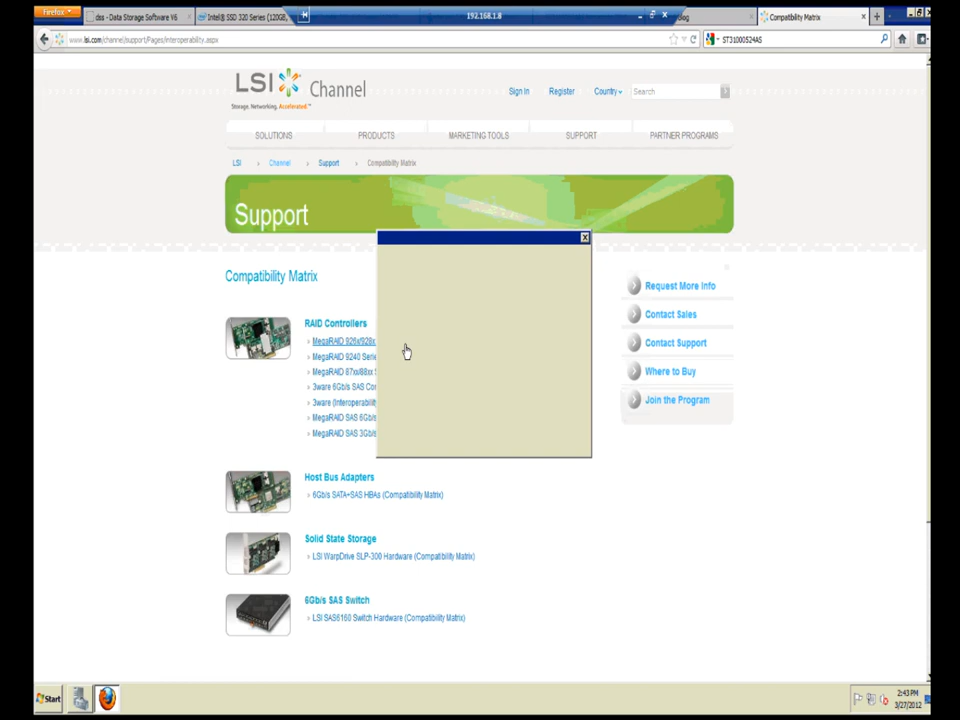 Firefox
dss - Data Storage Software V6
Intel® SSD 320 Series (120GB,
192.168.1.8
Compatibility Matrix
www.lsi.com/channel/support/Pages/interoperability.aspx
ST31000524AS
LSI Channel
Storage. Networking. Accelerated.™
Sign In
Register
Country
Search
SOLUTIONS
PRODUCTS
MARKETING TOOLS
SUPPORT
PARTNER PROGRAMS
LSI › Channel › Support › Compatibility Matrix
Support
Compatibility Matrix
RAID Controllers
MegaRAID 926x/928x
MegaRAID 9240 Serie
MegaRAID 87xx/88xx S
3ware 6Gb/s SAS Co
3ware (Interoperability
MegaRAID SAS 6Gb/s
MegaRAID SAS 3Gb/s
Host Bus Adapters
6Gb/s SATA+SAS HBAs (Compatibility Matrix)
Solid State Storage
LSI WarpDrive SLP-300 Hardware (Compatibility Matrix)
6Gb/s SAS Switch
LSI SAS6160 Switch Hardware (Compatibility Matrix)
Request More Info
Contact Sales
Contact Support
Where to Buy
Join the Program
Start
2:43 PM
3/27/2012